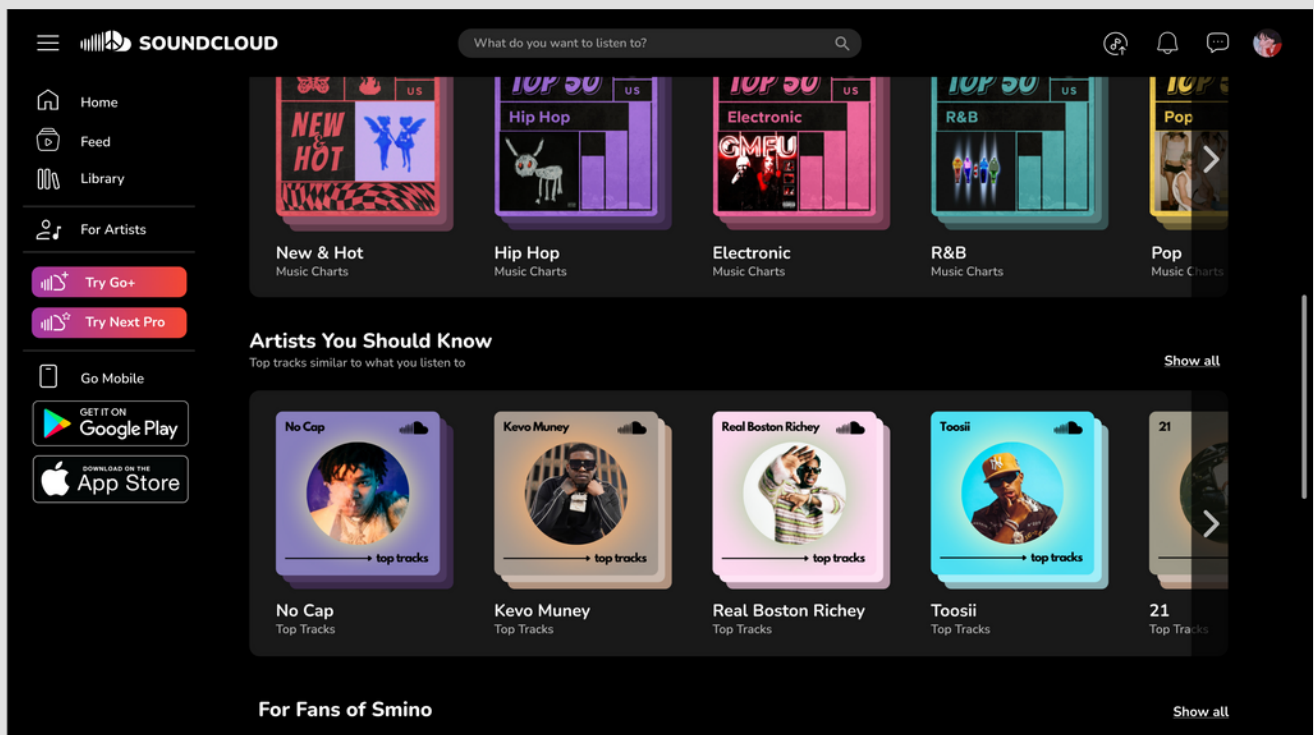 SOUNDCLOUD
What do you want to listen to?
Home
Feed
Library
For Artists
Try Go+
Try Next Pro
Go Mobile
GET IT ON
Google Play
DOWNLOAD ON THE
App Store
US
NEW
&
HOT
New & Hot
Music Charts
TOP 50
US
Hip Hop
Hip Hop
Music Charts
TOP 50
US
Electronic
GMFU
Electronic
Music Charts
TOP 50
US
R&B
R&B
Music Charts
Pop
Pop
Music Charts
Artists You Should Know
Top tracks similar to what you listen to
Show all
No Cap
top tracks
No Cap
Top Tracks
Kevo Muney
top tracks
Kevo Muney
Top Tracks
Real Boston Richey
top tracks
Real Boston Richey
Top Tracks
Toosii
top tracks
Toosii
Top Tracks
21
21
Top Tracks
For Fans of Smino
Show all